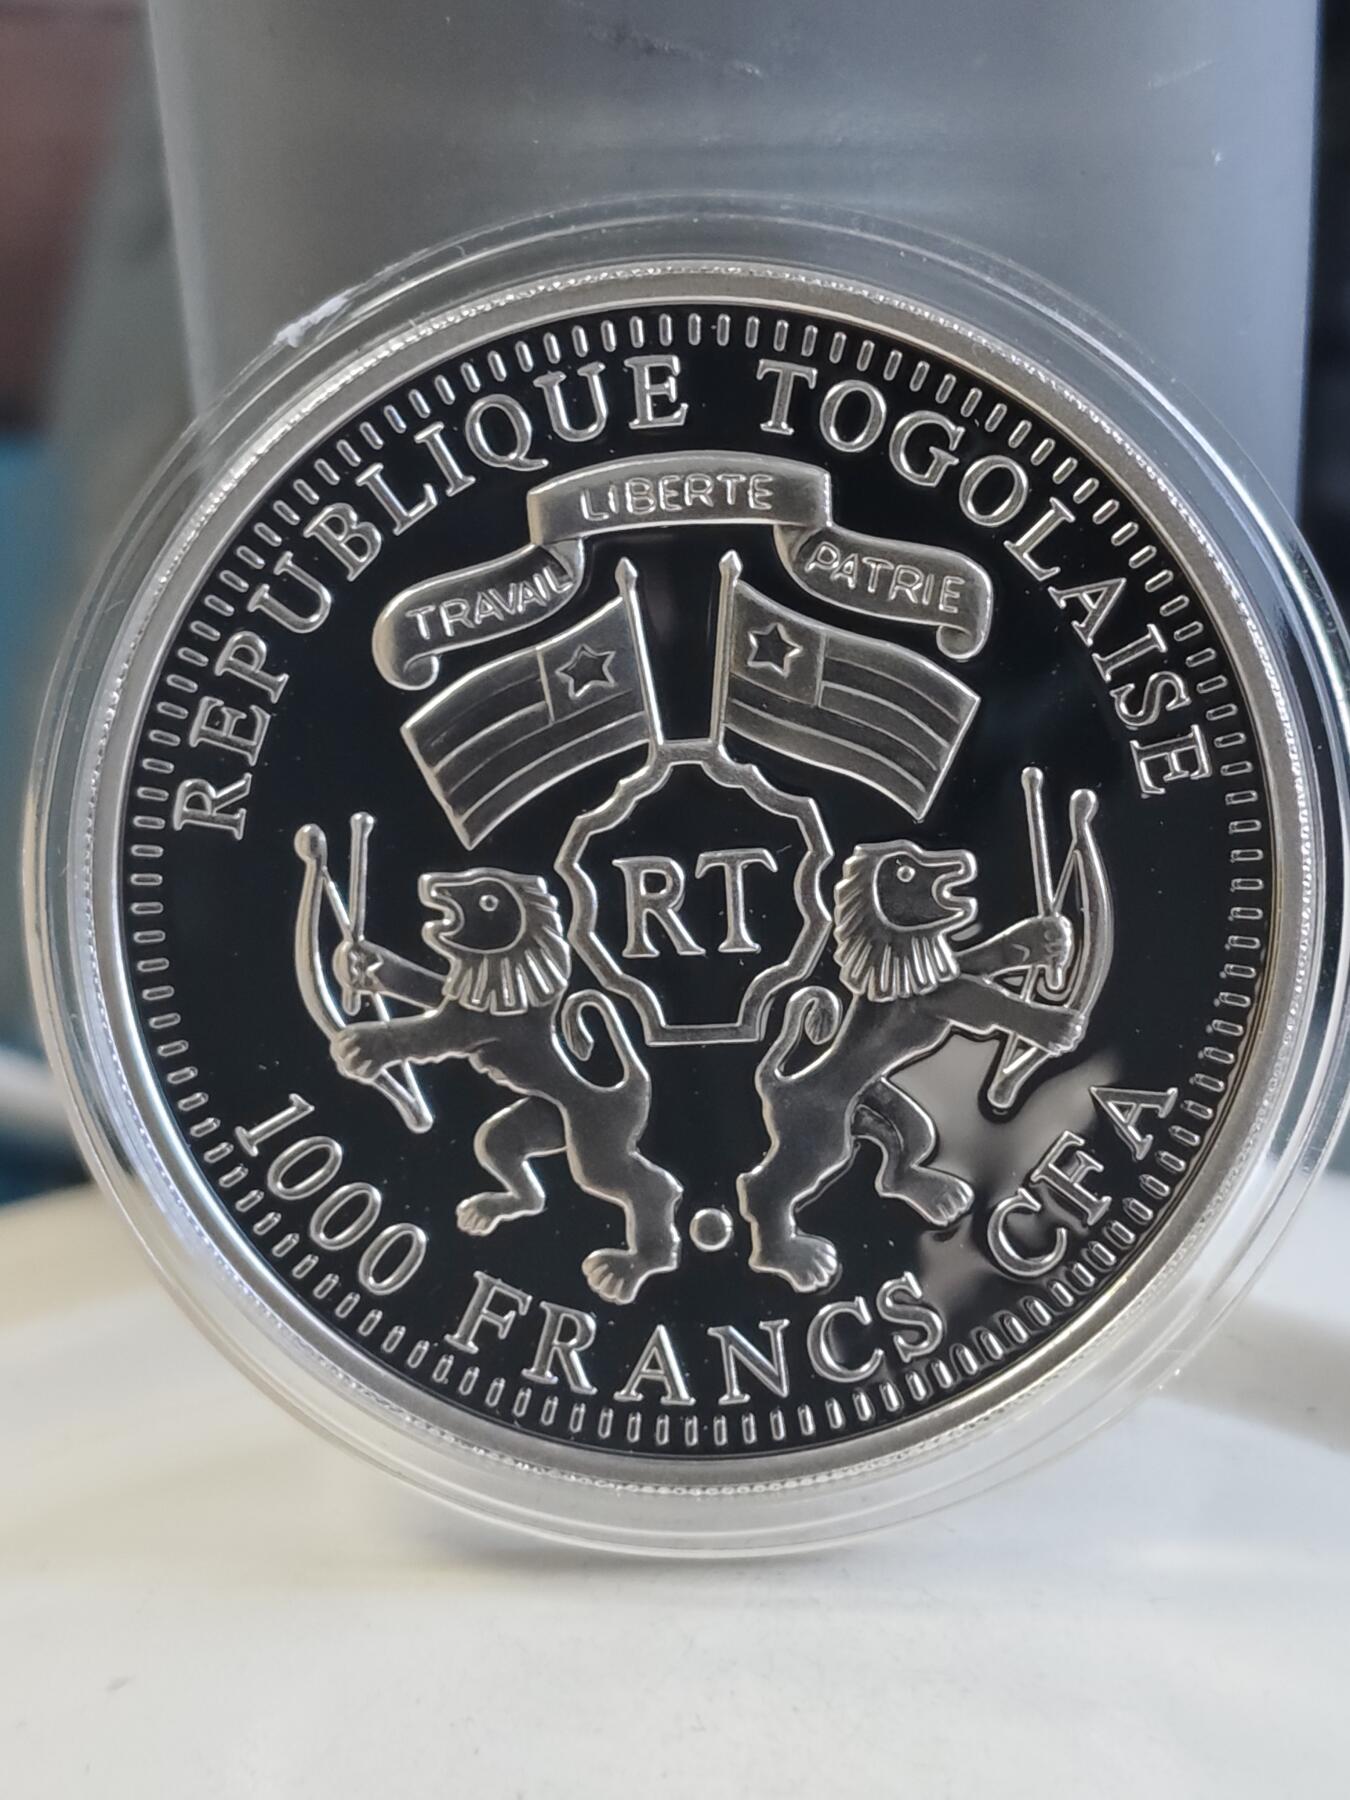 REPUBLIQUE TOGOLAISE
TRAVAIL LIBERTE PATRIE
RT
1000 FRANCS CFA